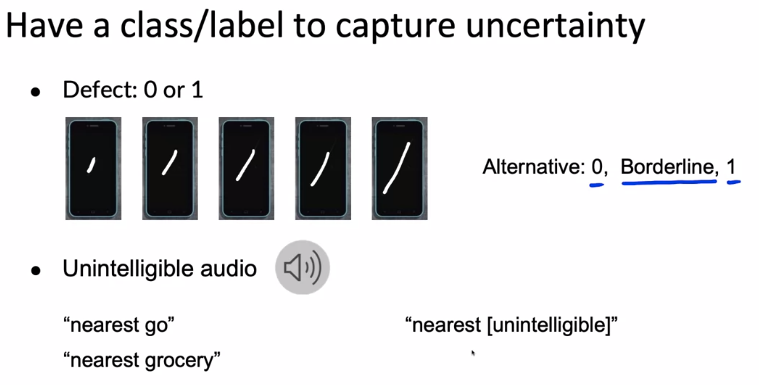 Have a class/label to capture uncertainty
• Defect: 0 or 1
Alternative: 0, Borderline, 1
• Unintelligible audio
“nearest go”
“nearest [unintelligible]”
“nearest grocery”